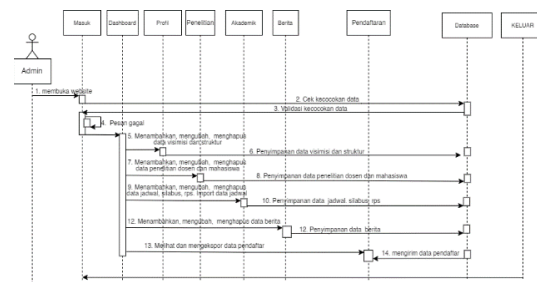 Masuk
Dashboard
Profil
Penelitian
Akademik
Berita
Pendaftaran
Database
KELUAR
Admin
1. membuka website
2. Cek kecocokan data
3. Validasi kecocokan data
4. Pesan gagal
5. Menambahkan, mengubah, menghapus
data visimisi dan struktur
6. Penyimpanan data visimisi dan struktur
7. Menambahkan, mengubah, menghapus
data penelitian dosen dan mahasiswa
8. Penyimpanan data penelitian dosen dan mahasiswa
9. Menambahkan, mengubah, menghapus
data jadwal, silabus, rps. Import data jadwal
10. Penyimpanan data jadwal, silabus, rps
12. Menambahkan, mengubah, menghapus data berita
12. Penyimpanan data berita
13. Melihat dan mengekspor data pendaftar
14. mengirim data pendaftar